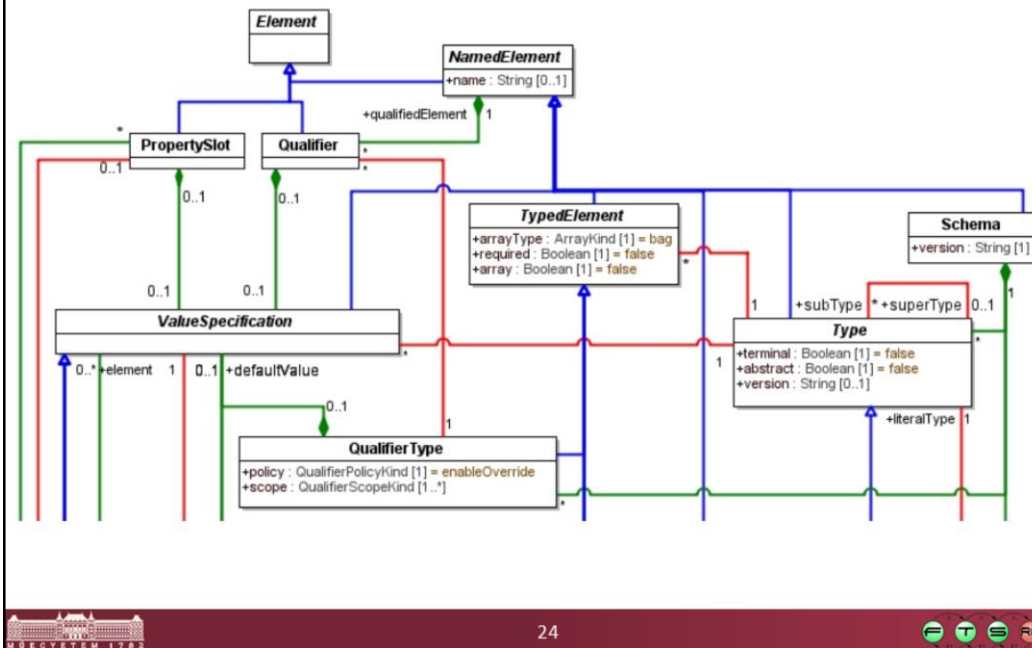 Element
NamedElement
+name : String [0..1]
+qualifiedElement 1
*
PropertySlot
Qualifier
*
0..1
*
0..1
0..1
TypedElement
+arrayType : ArrayKind [1] = bag
+required : Boolean [1] = false
+array : Boolean [1] = false
*
Schema
+version : String [1]
0..1
0..1
1
+subType * +superType 0..1
1
ValueSpecification
*
Type
+terminal : Boolean [1] = false
+abstract : Boolean [1] = false
+version : String [0..1]
*
1
0..* +element 1 0..1 +defaultValue
0..1
1
+literalType 1
QualifierType
+policy : QualifierPolicyKind [1] = enableOverride
+scope : QualifierScopeKind [1..*]
*
MŰEGYETEM 1782
24
F T S R